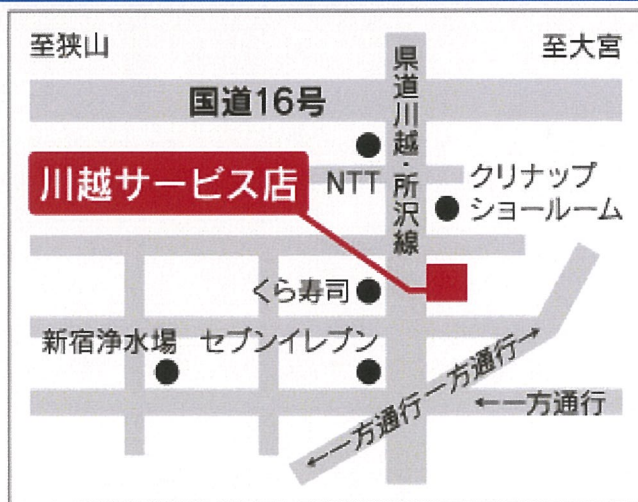 至狭山
至大宮
国道16号
県道川越・所沢線
川越サービス店
NTT
クリナップ
ショールーム
くら寿司
新宿浄水場
セブンイレブン
←一方通行
一方通行→
←一方通行